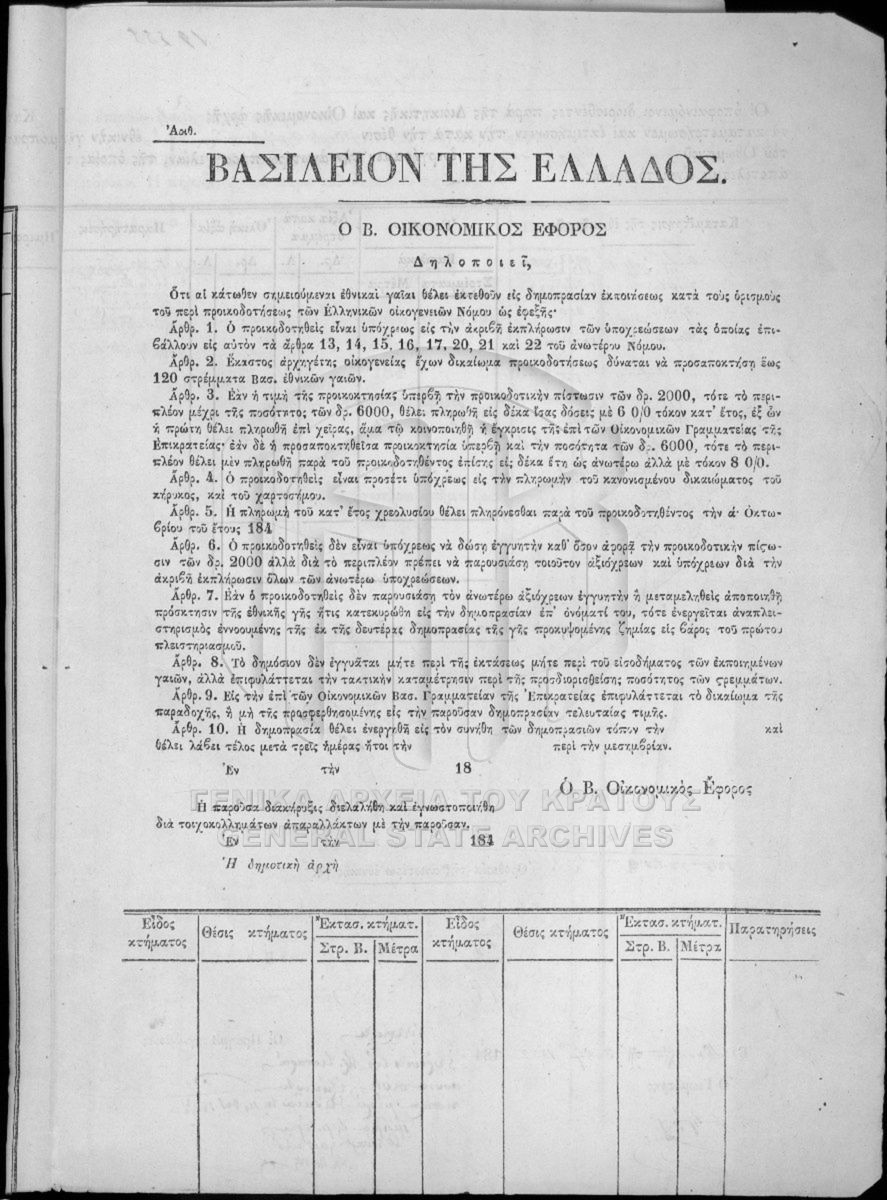 Ἀριθ.
ΒΑΣΙΛΕΙΟΝ ΤΗΣ ΕΛΛΑΔΟΣ.
Ο Β. ΟΙΚΟΝΟΜΙΚΟΣ ΕΦΟΡΟΣ
Δηλοποιεῖ,
Ὅτι αἱ κάτωθεν σημειούμεναι ἐθνικαὶ γαῖαι θέλει ἐκτεθοῦν εἰς δημοπρασίαν ἐκποιήσεως κατὰ τοὺς ὁρισμοὺς
τοῦ περὶ προικοδοτήσεως τῶν Ἑλληνικῶν οἰκογενειῶν Νόμου ὡς ἐφεξῆς·
Ἄρθρ. 1. Ὁ προικοδοτηθεὶς εἶναι ὑπόχρεως εἰς τὴν ἀκριβῆ ἐκπλήρωσιν τῶν ὑποχρεώσεων τὰς ὁποίας ἐπι-
βάλλουν εἰς αὐτὸν τὰ ἄρθρα 13, 14, 15, 16, 17, 20, 21 καὶ 22 τοῦ ἀνωτέρω Νόμου.
Ἄρθρ. 2. Ἕκαστος ἀρχηγέτης οἰκογενείας ἔχων δικαίωμα προικοδοτήσεως δύναται νὰ προσαποκτήσῃ ἕως
120 στρέμματα Βασ. ἐθνικῶν γαιῶν.
Ἄρθρ. 3. Ἐὰν ἡ τιμὴ τῆς προικοκτησίας ὑπερβῇ τὴν προικοδοτικὴν πίστωσιν τῶν δρ. 2000, τότε τὸ περι-
πλέον μέχρι τῆς ποσότητος τῶν δρ. 6000, θέλει πληρωθῆ εἰς δέκα ἴσας δόσεις μὲ 6 0/0 τόκον κατ' ἔτος, ἐξ ὧν
ἡ πρώτη θέλει πληρωθῆ ἐπὶ χεῖρας, ἅμα τῷ κοινοποιηθῇ ἡ ἔγκρισις τῆς ἐπὶ τῶν Οἰκονομικῶν Γραμματείας τῆς
Ἐπικρατείας· ἐὰν δὲ ἡ προσαποκτηθεῖσα προικοκτησία ὑπερβῇ καὶ τὴν ποσότητα τῶν δρ. 6000, τότε τὸ περι-
πλέον θέλει μὲν πληρωθῆ παρὰ τοῦ προικοδοτηθέντος ἐπίσης εἰς δέκα ἔτη ὡς ἀνωτέρω ἀλλὰ μὲ τόκον 8 0/0.
Ἄρθρ. 4. Ὁ προικοδοτηθεὶς εἶναι προσέτι ὑπόχρεως εἰς τὴν πληρωμὴν τοῦ κανονισμένου δικαιώματος τοῦ
κήρυκος, καὶ τοῦ χαρτοσήμου.
Ἄρθρ. 5. Ἡ πληρωμὴ τοῦ κατ' ἔτος χρεολυσίου θέλει πληρόνεσθαι παρὰ τοῦ προικοδοτηθέντος τὴν ά· Ὀκτω-
βρίου τοῦ ἔτους 184
Ἄρθρ. 6. Ὁ προικοδοτηθεὶς δὲν εἶναι ὑπόχρεως νὰ δώσῃ ἐγγυητὴν καθ' ὅσον ἀφορᾷ τὴν προικοδοτικὴν πίστω-
σιν τῶν δρ. 2000 ἀλλὰ διὰ τὸ περιπλέον πρέπει νὰ παρουσιάσῃ τοιοῦτον ἀξιόχρεων καὶ ὑπόχρεων διὰ τὴν
ἀκριβῆ ἐκπλήρωσιν ὅλων τῶν ἀνωτέρω ὑποχρεώσεων.
Ἄρθρ. 7. Ἐὰν ὁ προικοδοτηθεὶς δὲν παρουσιάσῃ τὸν ἀνωτέρω ἀξιόχρεων ἐγγυητὴν ἢ μεταμεληθεὶς ἀποποιηθῇ
πρόσκτησιν τῆς ἐθνικῆς γῆς ἥτις κατεκυρώθη εἰς τὴν δημοπρασίαν ἐπ' ὀνόματί του, τότε ἐνεργεῖται ἀναπλει-
στηρισμὸς ἐννοουμένης τῆς ἐκ τῆς δευτέρας δημοπρασίας τῆς γῆς προκυψομένης ζημίας εἰς βάρος τοῦ πρώτου
πλειστηριασμοῦ.
Ἄρθρ. 8. Τὸ δημόσιον δὲν ἐγγυᾶται μήτε περὶ τῆς ἐκτάσεως μήτε περὶ τοῦ εἰσοδήματος τῶν ἐκποιημένων
γαιῶν, ἀλλὰ ἐπιφυλάττεται τὴν τακτικὴν καταμέτρησιν περὶ τῆς προσδιορισθείσης ποσότητος τῶν στρεμμάτων.
Ἄρθρ. 9. Εἰς τὴν ἐπὶ τῶν Οἰκονομικῶν Βασ. Γραμματείαν τῆς Ἐπικρατείας ἐπιφυλάττεται τὸ δικαίωμα τῆς
παραδοχῆς, ἢ μὴ τῆς προσφερθησομένης εἰς τὴν παροῦσαν δημοπρασίαν τελευταίας τιμῆς.
Ἄρθρ. 10. Ἡ δημοπρασία θέλει ἐνεργηθῆ εἰς τὸν συνήθη τῶν δημοπρασιῶν τόπον τὴν καὶ
θέλει λάβει τέλος μετὰ τρεῖς ἡμέρας ἤτοι τὴν περὶ τὴν μεσημβρίαν.
Ἐν τὴν 18
Ὁ Β. Οἰκονομικὸς Ἔφορος
ΓΕΝΙΚΑ ΑΡΧΕΙΑ ΤΟΥ ΚΡΑΤΟΥΣ
Ἡ παροῦσα διακήρυξις διελαλήθη καὶ ἐγνωστοποιήθη
διὰ τοιχοκολλημάτων ἀπαραλλάκτων μὲ τὴν παροῦσαν.
GENERAL STATE ARCHIVES
Ἐν τὴν 184
Ἡ δημοτικὴ ἀρχὴ
Εἶδος κτήματος
Θέσις κτήματος
Ἔκτασ. κτήματ.
Στρ. Β.
Μέτρα
Εἶδος κτήματος
Θέσις κτήματος
Ἔκτασ. κτήματ.
Στρ. Β.
Μέτρα
Παρατηρήσεις